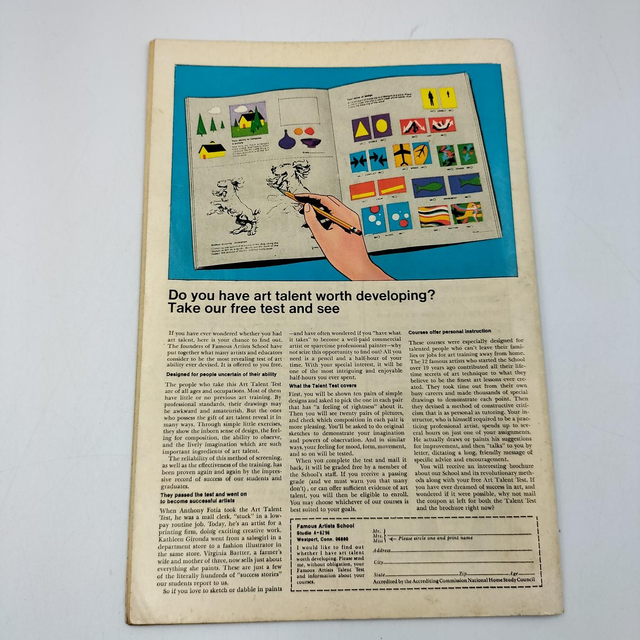 Do you have art talent worth developing?
Take our free test and see
If you have ever wondered whether you had
art talent, here is your chance to find out.
The founders of Famous Artists School have
put together what many artists and educators
consider to be the most revealing test of art
ability ever devised. It is offered to you free.
Designed for people uncertain of their ability
The people who take this Art Talent Test
are of all ages and occupations. Most of them
have little or no previous art training. By
professional standards, their drawings may
be awkward and amateurish. But the ones
who possess the gift of art talent reveal it in
many ways. Through simple little exercises,
they show the inborn sense of design, the feel-
ing for composition, the ability to observe,
and the lively imagination which are such
important ingredients of art talent.
The reliability of this method of screening,
as well as the effectiveness of the training, has
been proven again and again by the impres-
sive record of success of our students and
graduates.
They passed the test and went on
to become successful artists
When Anthony Fotia took the Art Talent
Test, he was a mail clerk, "stuck" in a low-
pay routine job. Today, he's an artist for a
printing firm, doing exciting creative work.
Kathleen Gironda went from a salesgirl in a
department store to a fashion illustrator in
the same store. Virginia Bartter, a farmer's
wife and mother of three, now sells just about
everything she paints. These are just a few
of the literally hundreds of "success stories"
our students report to us.
So if you love to sketch or dabble in paints
—and have often wondered if you "have what
it takes" to become a well-paid commercial
artist or sparetime professional painter—why
not seize this opportunity to find out? All you
need is a pencil and a half-hour of your
time. With your special interest, it will be
one of the most intriguing and enjoyable
half-hours you ever spent.
What the Talent Test covers
First, you will be shown ten pairs of simple
designs and asked to pick the one in each pair
that has "a feeling of rightness" about it.
Then you will see twenty pairs of pictures,
and check which composition in each pair is
more pleasing. You'll be asked to do original
sketches to demonstrate your imagination
and powers of observation. And in similar
ways, your feeling for mood, form, movement,
and so on will be tested.
When you complete the test and mail it
back, it will be graded free by a member of
the School's staff. If you receive a passing
grade (and we must warn you that many
don't), or can offer sufficient evidence of art
talent, you will then be eligible to enroll.
You may choose whichever of our courses is
best suited to your goals.
Courses offer personal instruction
These courses were especially designed for
talented people who can't leave their fami-
lies or jobs for art training away from home.
The 12 famous artists who started the School
over 19 years ago contributed all their life-
time secrets of art technique to what they
believe to be the finest art lessons ever cre-
ated. They took time out from their own
busy careers and made thousands of special
drawings to demonstrate each point. Then
they devised a method of constructive criti-
cism that is as personal as tutoring. Your in-
structor, who is himself required to be a prac-
ticing professional artist, spends up to sev-
eral hours on just one of your assignments.
He actually draws or paints his suggestions
for improvement, and then "talks" to you by
letter, dictating a long, friendly message of
specific advice and encouragement.
You will receive an interesting brochure
about our School and its revolutionary meth-
ods along with your free Art Talent Test. If
you have ever dreamed of success in art, and
wondered if it were possible, why not mail
the coupon at left for both the Talent Test
and the brochure right now?
Famous Artists School
Studio
Westport, Conn.
I would like to find out
whether I have art talent
worth developing. Please send
me, without obligation, your
Famous Artists Talent Test
and information about your
courses.
Mr.
Mrs.
Miss
Please circle one and print name
Address
City
State Zip Age
Accredited by the Accrediting Commission National Home Study Council